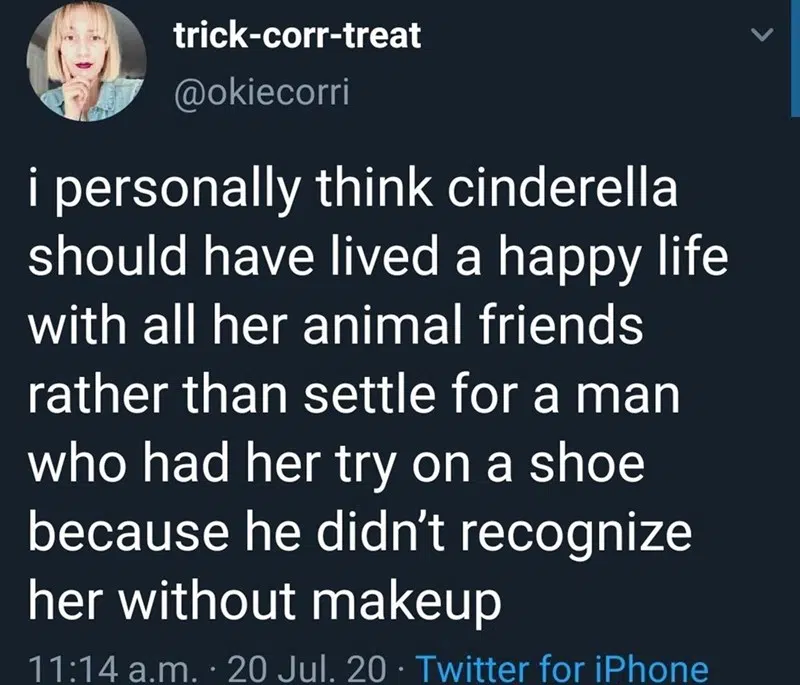 trick-corr-treat
@okiecorri
i personally think cinderella
should have lived a happy life
with all her animal friends
rather than settle for a man
who had her try on a shoe
because he didn’t recognize
her without makeup
11:14 a.m. · 20 Jul. 20 · Twitter for iPhone